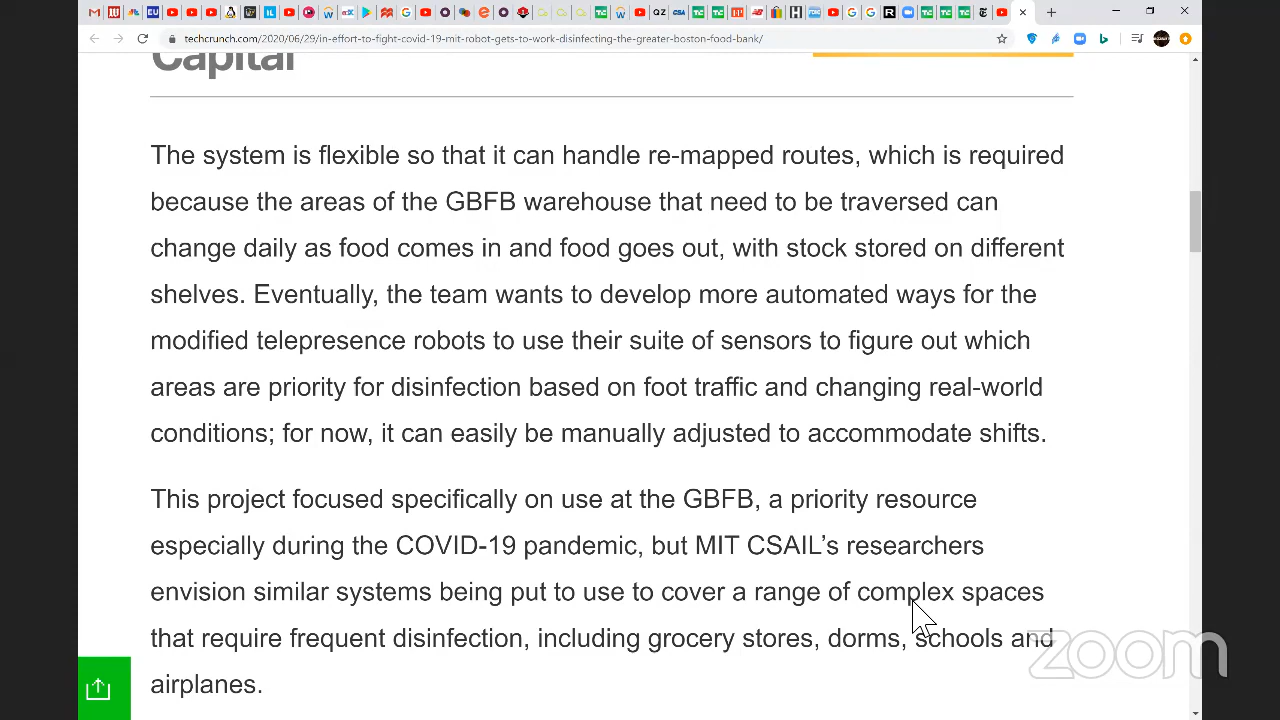 techcrunch.com/2020/06/29/in-effort-to-fight-covid-19-mit-robot-gets-to-work-disinfecting-the-greater-boston-food-bank/
Capital
The system is flexible so that it can handle re-mapped routes, which is required
because the areas of the GBFB warehouse that need to be traversed can
change daily as food comes in and food goes out, with stock stored on different
shelves. Eventually, the team wants to develop more automated ways for the
modified telepresence robots to use their suite of sensors to figure out which
areas are priority for disinfection based on foot traffic and changing real-world
conditions; for now, it can easily be manually adjusted to accommodate shifts.
This project focused specifically on use at the GBFB, a priority resource
especially during the COVID-19 pandemic, but MIT CSAIL’s researchers
envision similar systems being put to use to cover a range of complex spaces
that require frequent disinfection, including grocery stores, dorms, schools and
airplanes.
zoom